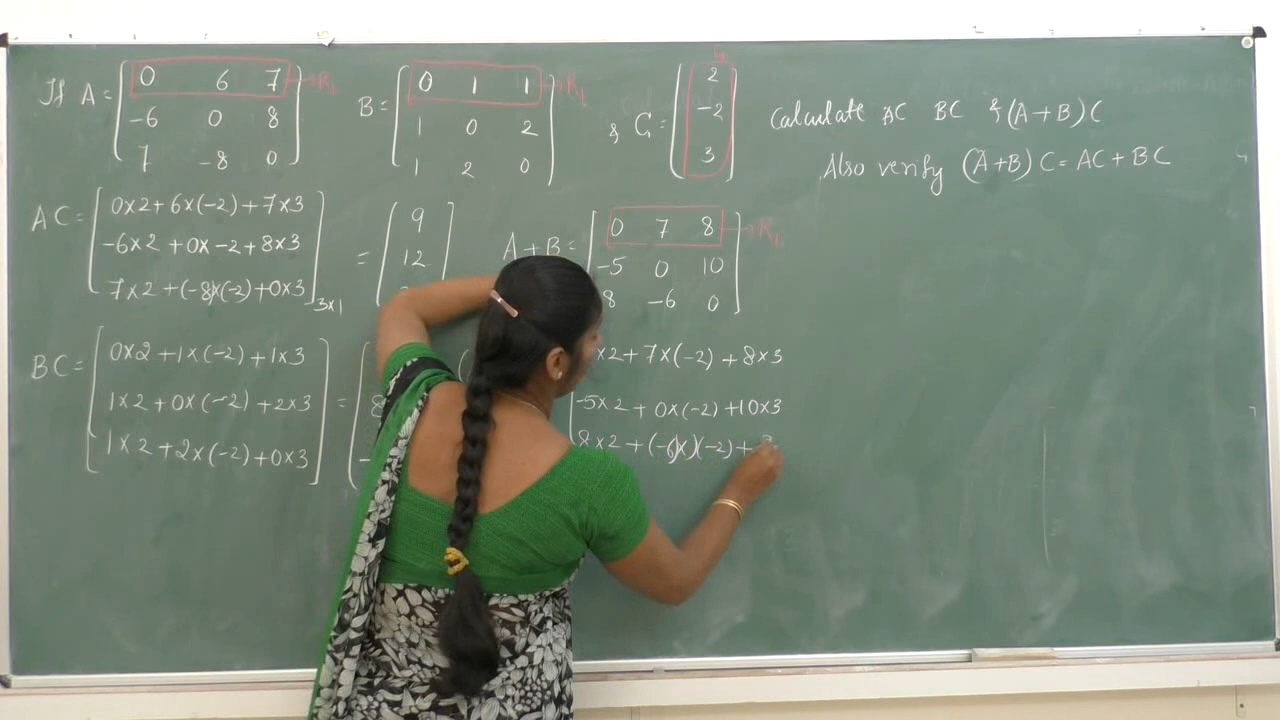 If A = [0 6 7] → R1 B = [0 1 1] → R1 & C = [2] Calculate AC BC & (A+B) C
-6 0 8 1 0 2 -2 Also verify (A+B) C = AC + BC
7 -8 0 1 2 0 3
AC = [0x2+6x(-2)+7x3 = [9 A+B = [0 7 8] → R1
-6x2 +0x-2+8x3 12 -5 0 10
7x2+(-8)x(-2)+0x3]3x1 8 -6 0
BC = [0x2+1x(-2)+1x3 x2+7x(-2)+8x3
1x2+0x(-2)+2x3 = 8 -5x2+0x(-2)+10x3
1x2+2x(-2)+0x3] - 8x2+(-6)x(-2)+